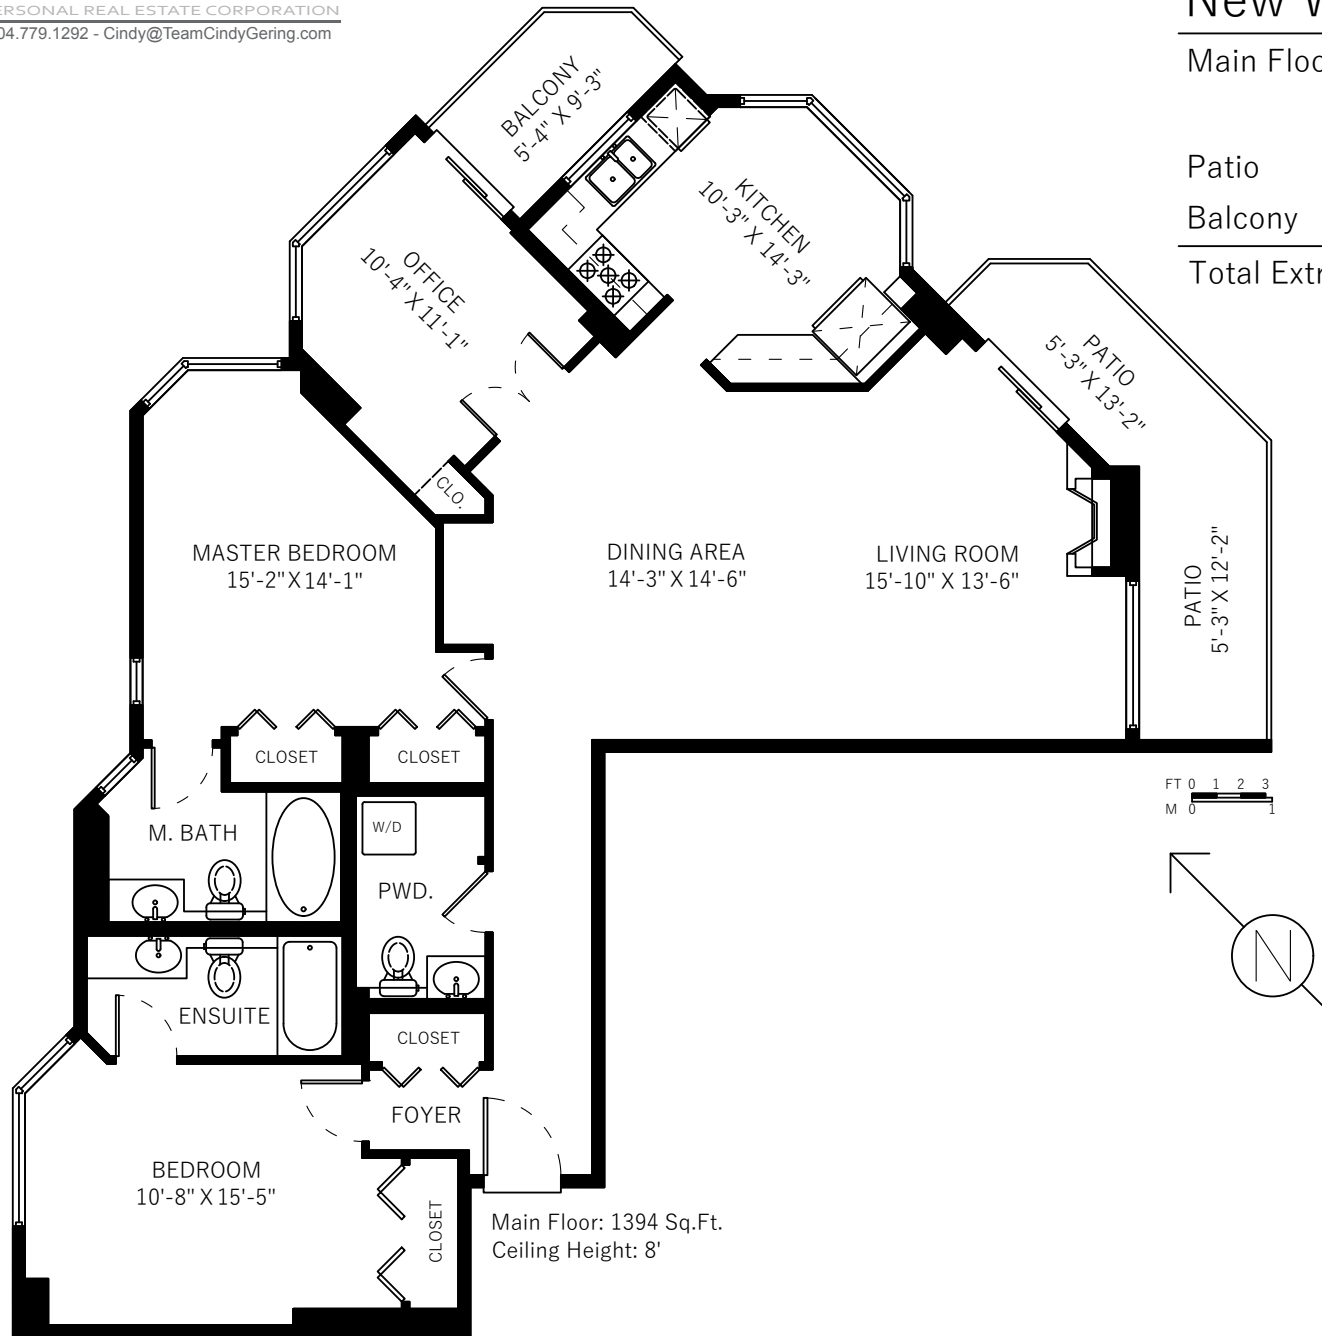 PERSONAL REAL ESTATE CORPORATION
04.779.1292 - Cindy@TeamCindyGering.com
New
Main Floo
Patio
Balcony
Total Extr
BALCONY
5'-4" X 9'-3"
KITCHEN
10'-3" X 14'-3"
OFFICE
10'-4" X 11'-1"
PATIO
5'-3" X 13'-2"
CLO.
MASTER BEDROOM
15'-2" X 14'-1"
DINING AREA
14'-3" X 14'-6"
LIVING ROOM
15'-10" X 13'-6"
PATIO
5'-3" X 12'-2"
CLOSET
CLOSET
FT 0 1 2 3
M 0 1
M. BATH
W/D
PWD.
N
ENSUITE
CLOSET
FOYER
BEDROOM
10'-8" X 15'-5"
CLOSET
Main Floor: 1394 Sq.Ft.
Ceiling Height: 8'